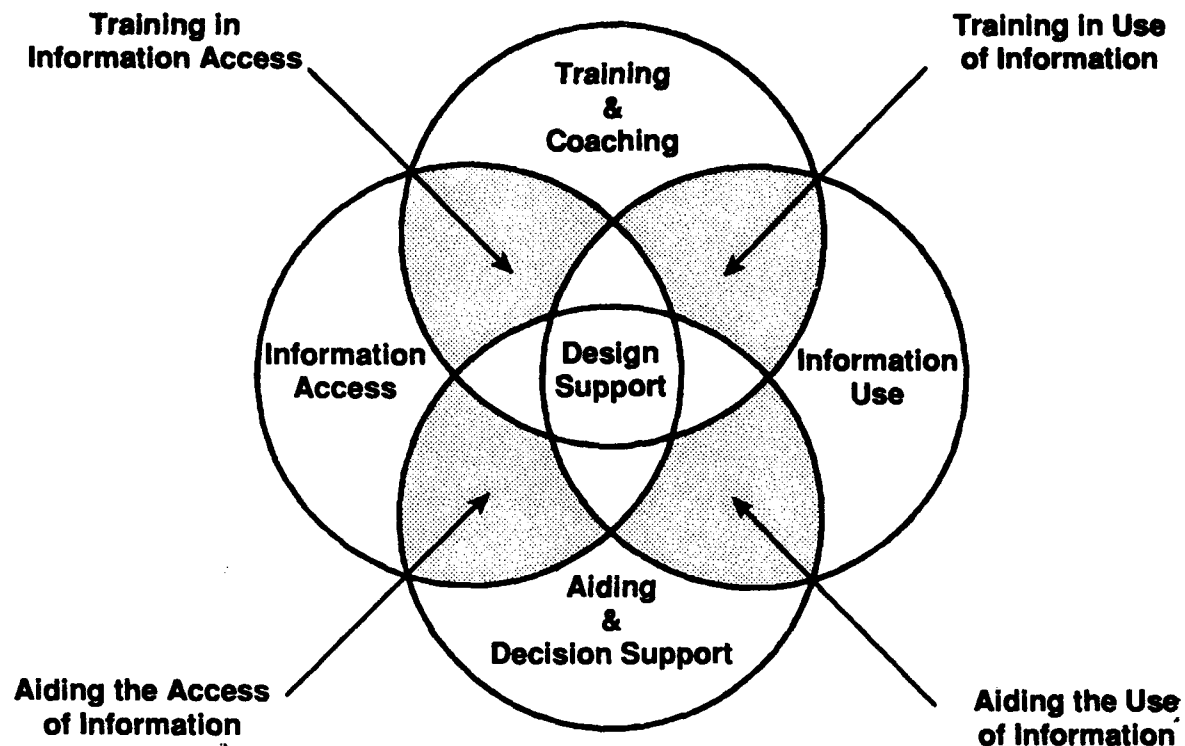 Training in
Information Access
Training in Use
of Information
Training
&
Coaching
Information
Access
Design
Support
Information
Use
Aiding
&
Decision Support
Aiding the Access
of Information
Aiding the Use
of Information